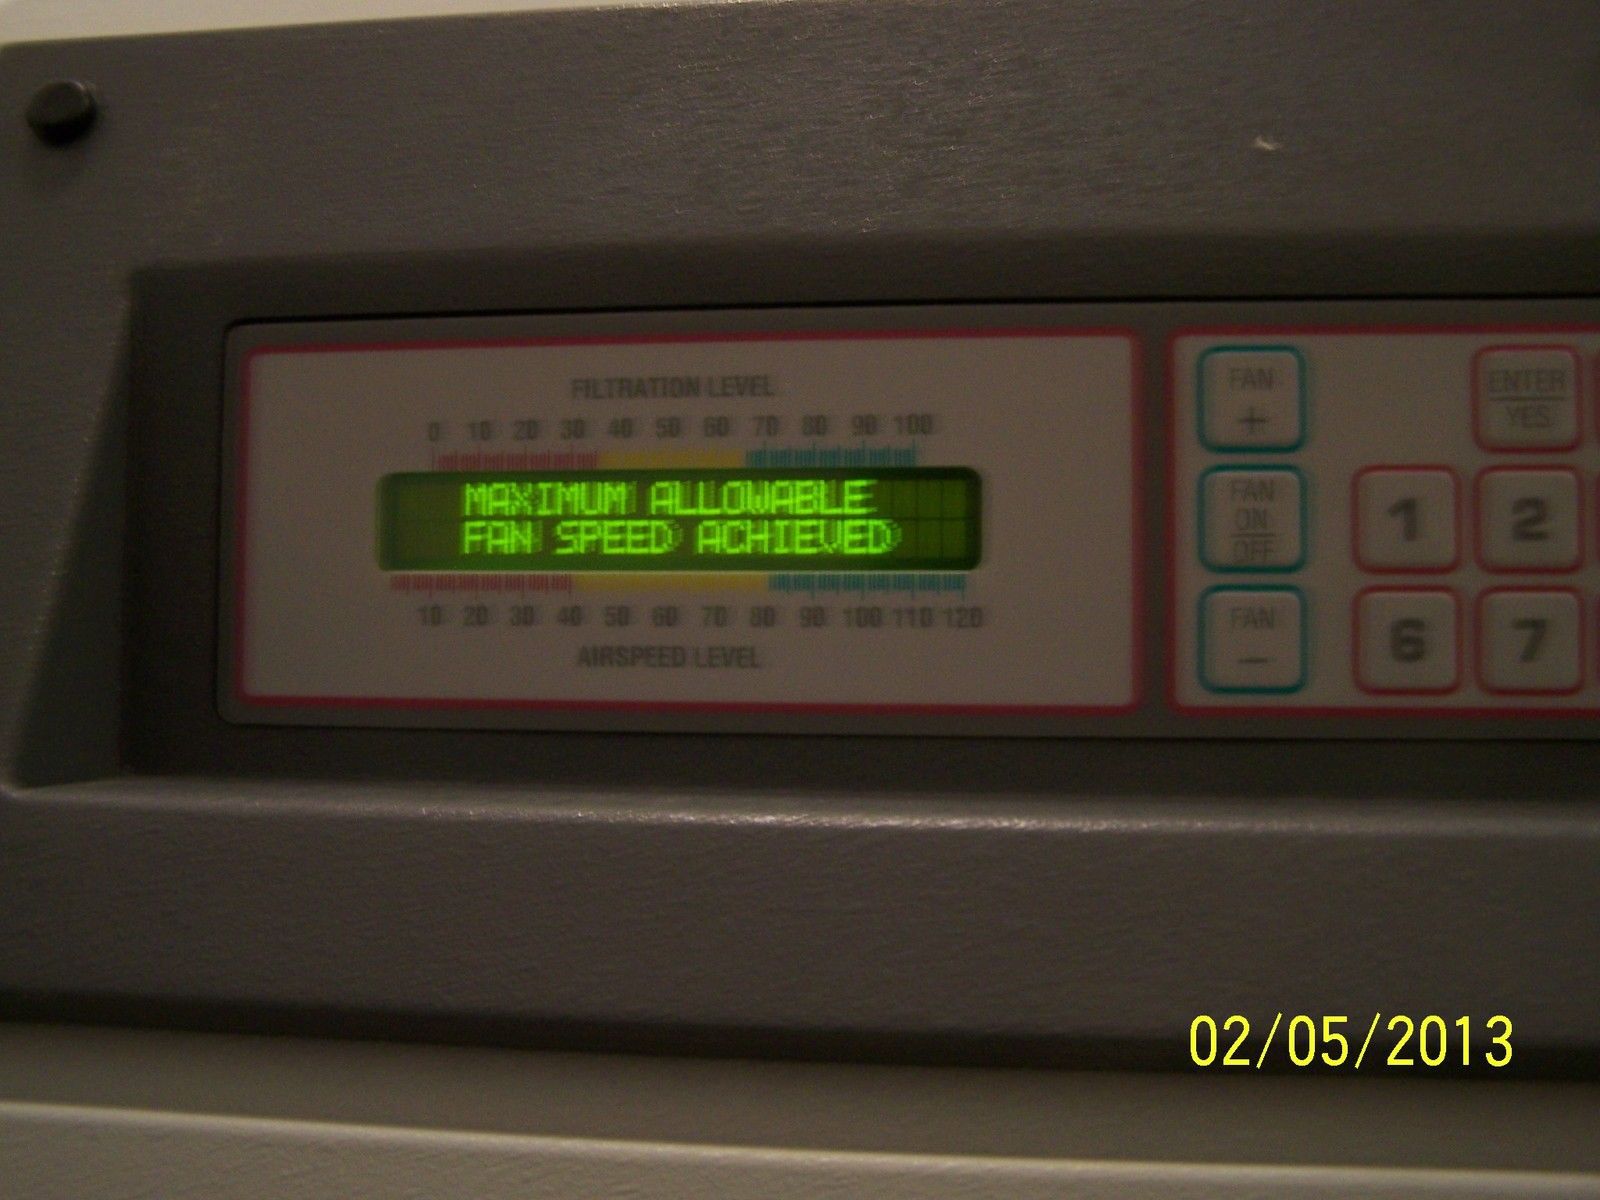 FILTRATION LEVEL
0 10 20 30 40 50 60 70 80 90 100
MAXIMUM ALLOWABLE
FAN SPEED ACHIEVED
10 20 30 40 50 60 70 80 90 100 110 120
AIRSPEED LEVEL
FAN
+
ENTER
YES
FAN
ON
OFF
1 2
FAN
—
6 7
02/05/2013